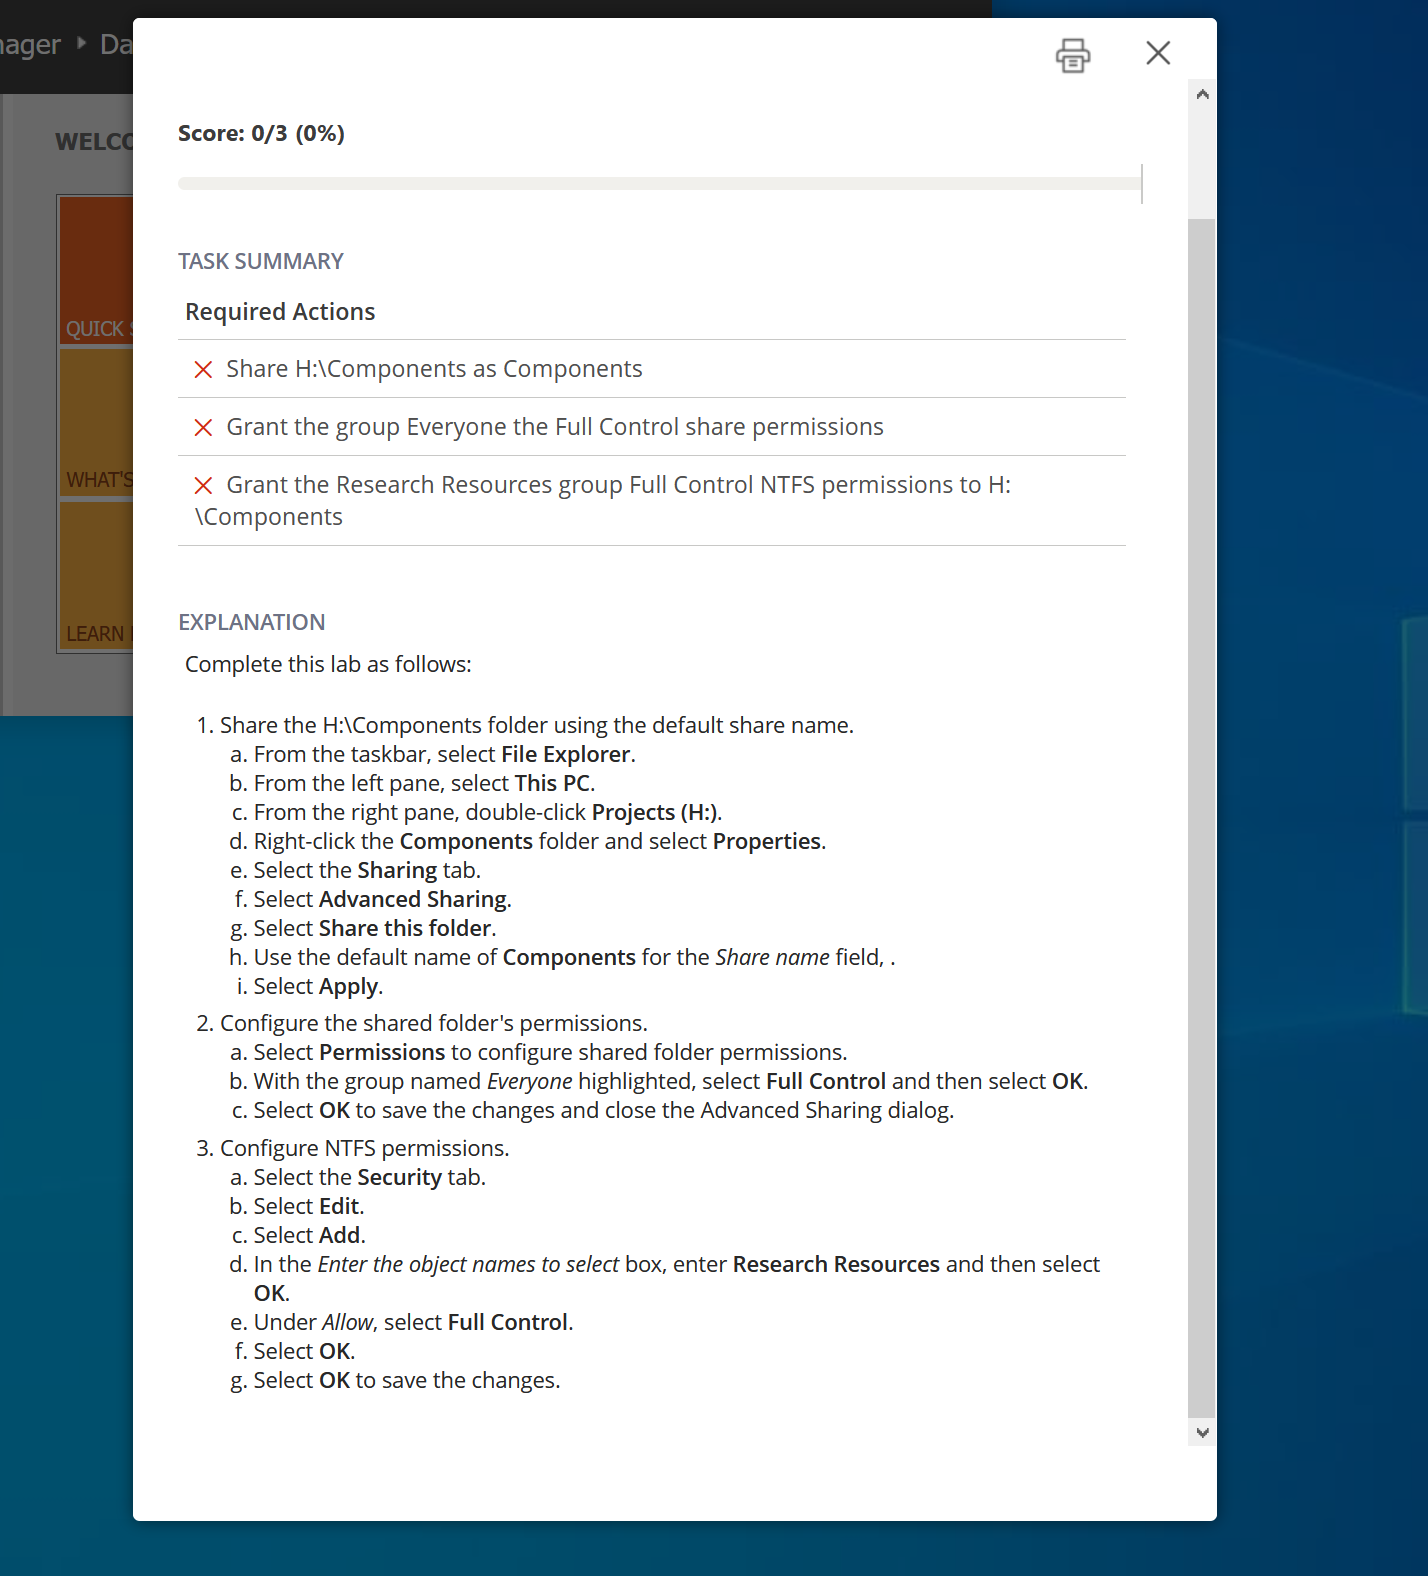 Score: 0/3 (0%)
WELCO
QUICK
WHAT'S
LEARN
TASK SUMMARY
Required Actions
Share H:\Components as Components
Grant the group Everyone the Full Control share permissions
Grant the Research Resources group Full Control NTFS permissions to H:
\Components
EXPLANATION
Complete this lab as follows:
1. Share the H:\Components folder using the default share name.
a. From the taskbar, select File Explorer.
b. From the left pane, select This PC.
c. From the right pane, double-click Projects (H:).
d. Right-click the Components folder and select Properties.
e. Select the Sharing tab.
f. Select Advanced Sharing.
g. Select Share this folder.
h. Use the default name of Components for the Share name field, .
i. Select Apply.
2. Configure the shared folder's permissions.
a. Select Permissions to configure shared folder permissions.
b. With the group named Everyone highlighted, select Full Control and then select OK.
c. Select OK to save the changes and close the Advanced Sharing dialog.
3. Configure NTFS permissions.
a. Select the Security tab.
b. Select Edit.
c. Select Add.
d. In the Enter the object names to select box, enter Research Resources and then select
OK.
e. Under Allow, select Full Control.
f. Select OK.
g. Select OK to save the changes.